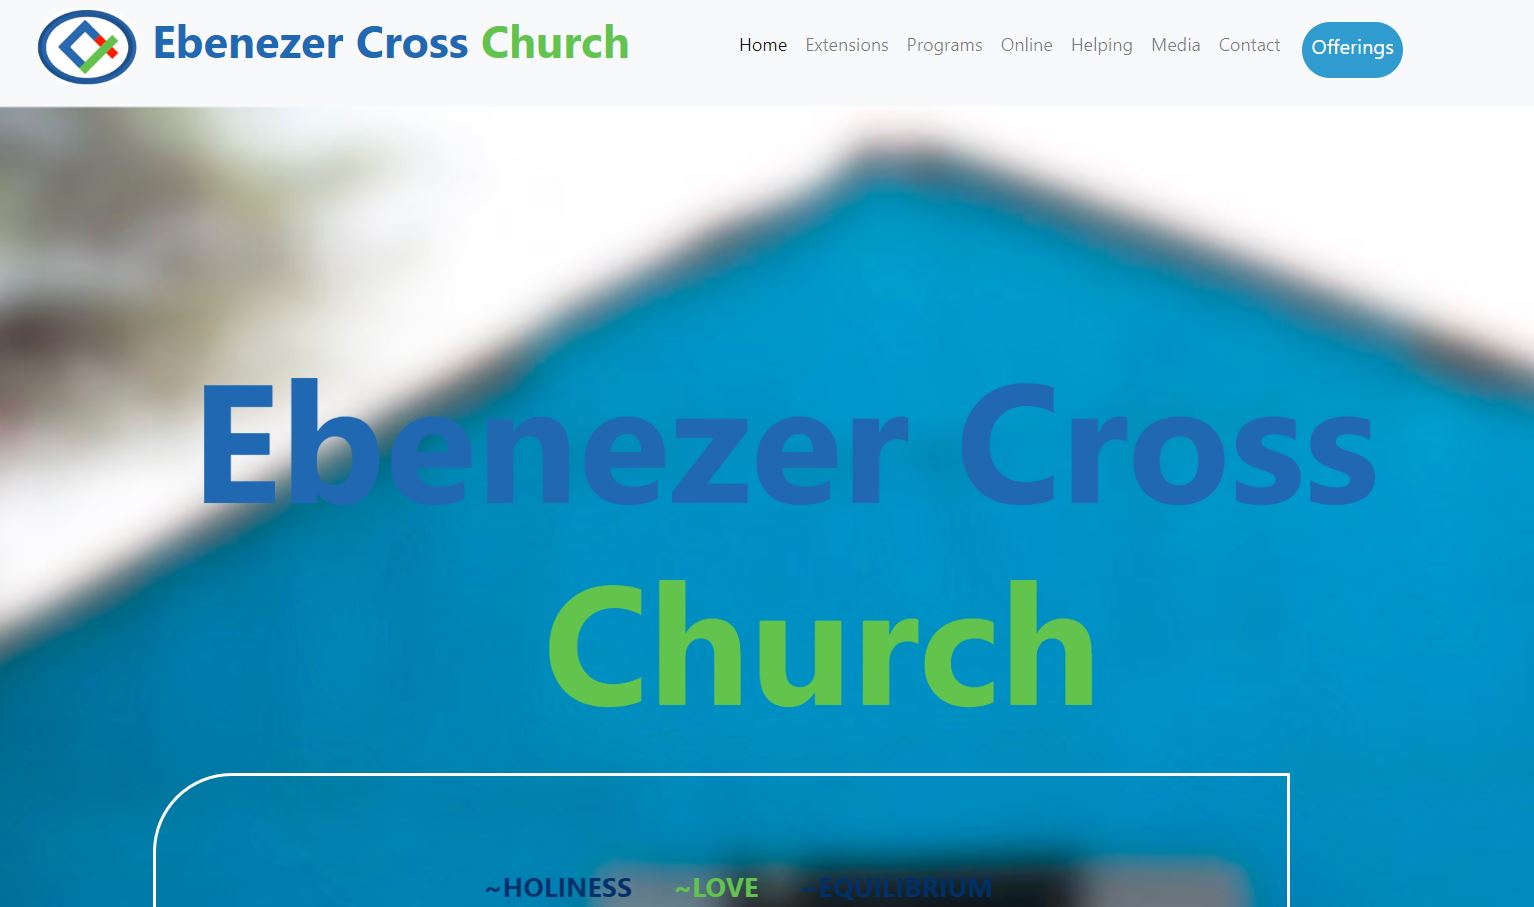 Ebenezer Cross Church
Home Extensions Programs Online Helping Media Contact Offerings
Ebenezer Cross
Church
~HOLINESS ~LOVE ~EQUILIBRIUM